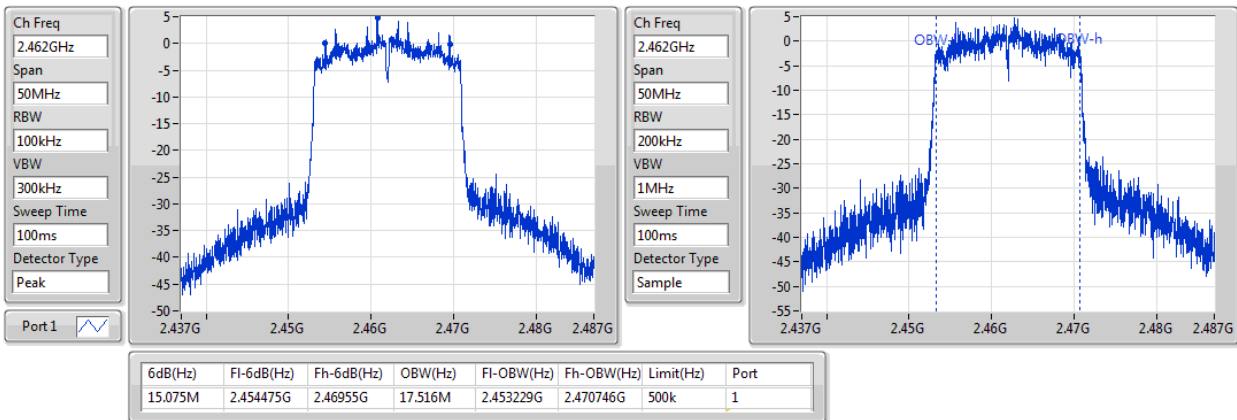 Ch Freq
2.462GHz
Span
50MHz
RBW
100kHz
VBW
300kHz
Sweep Time
100ms
Detector Type
Peak
Port 1
5
0
-5
-10
-15
-20
-25
-30
-35
-40
-45
-50
2.437G 2.45G 2.46G 2.47G 2.48G 2.487G
Ch Freq
2.462GHz
Span
50MHz
RBW
200kHz
VBW
1MHz
Sweep Time
100ms
Detector Type
Sample
5
0
-5
-10
-15
-20
-25
-30
-35
-40
-45
-50
-55
OBW-h
2.437G 2.45G 2.46G 2.47G 2.48G 2.487G
6dB(Hz) Fl-6dB(Hz) Fh-6dB(Hz) OBW(Hz) Fl-OBW(Hz) Fh-OBW(Hz) Limit(Hz) Port
15.075M 2.454475G 2.46955G 17.516M 2.453229G 2.470746G 500k 1